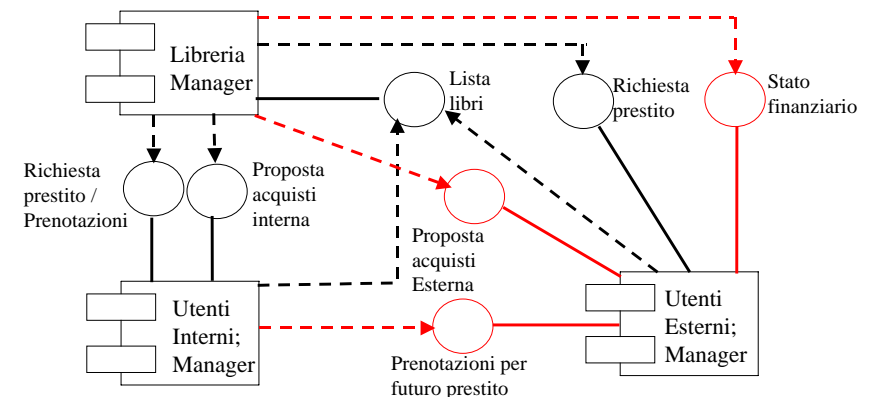 Libreria
Manager
Lista
libri
Richiesta
prestito
Stato
finanziario
Richiesta
prestito /
Prenotazioni
Proposta
acquisti
interna
Proposta
acquisti
Esterna
Utenti
Interni;
Manager
Utenti
Esterni;
Manager
Prenotazioni per
futuro prestito